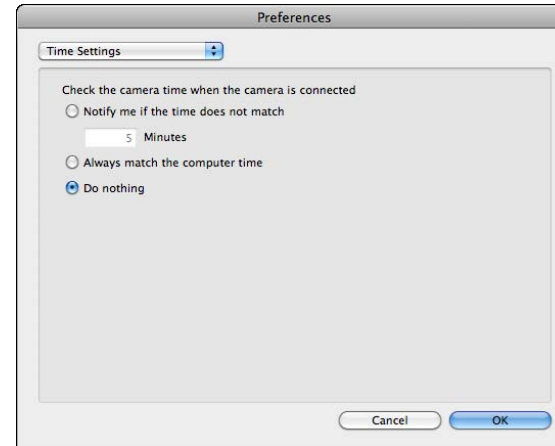 Preferences
Time Settings
Check the camera time when the camera is connected
Notify me if the time does not match
5 Minutes
Always match the computer time
Do nothing
Cancel OK